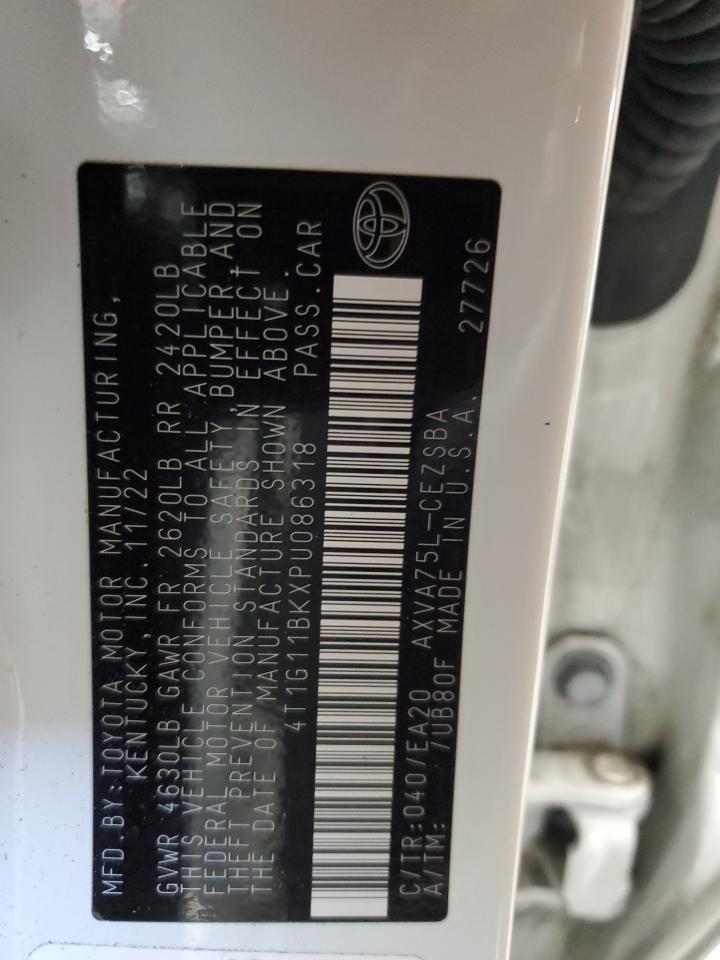 MFD.BY:TOYOTA MOTOR MANUFACTURING,
KENTUCKY,INC.11/22
GVWR 4630LB GAWR FR 2620LB RR 2420LB
THIS VEHICLE CONFORMS TO ALL APPLICABLE
FEDERAL MOTOR VEHICLE SAFETY, BUMPER,AND
THEFT PREVENTION STANDARDS IN EFFECT ON
THE DATE OF MANUFACTURE SHOWN ABOVE.
4T1G11BKXPU086318 PASS.CAR
C/TR:040/EA20 AXVA75L-CEZSBA
A/TM: /UB80F MADE IN U.S.A. 27726